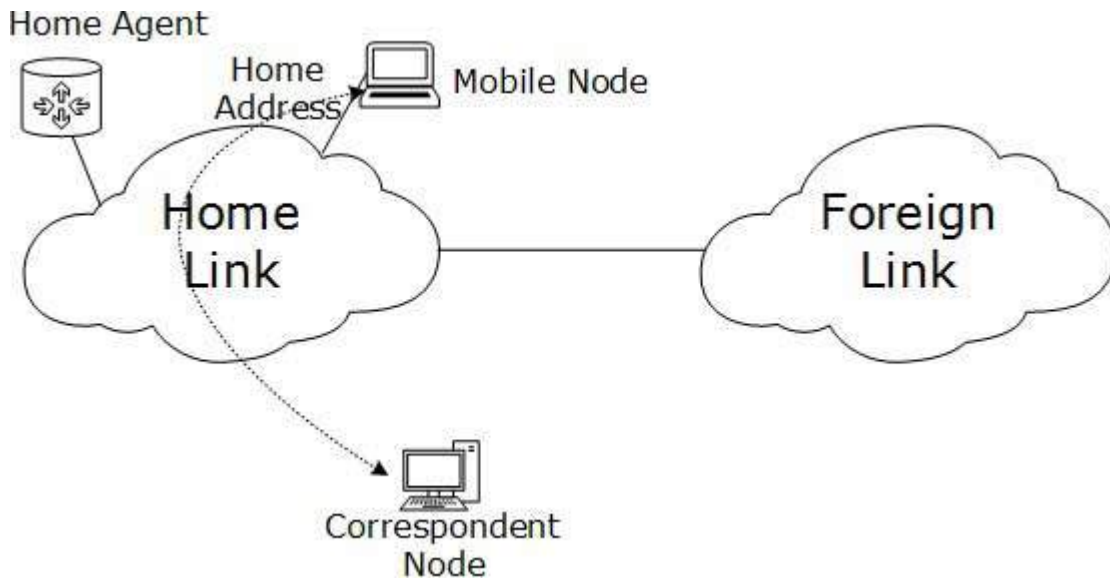 Home Agent
Home
Address
Mobile Node
Home
Link
Foreign
Link
Correspondent
Node